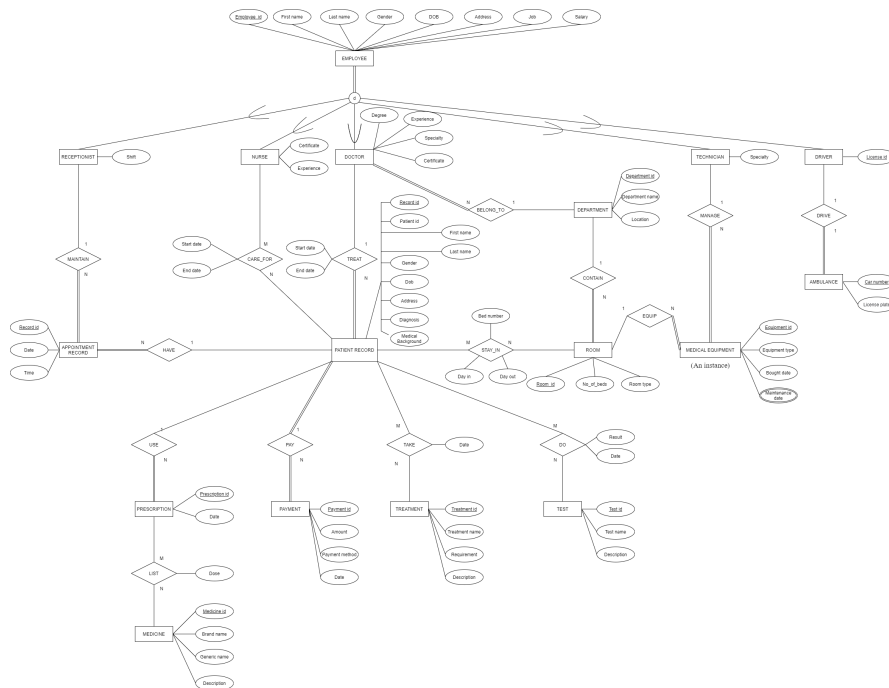 Employee_id
First name
Last name
Gender
DOB
Address
Job
Salary
EMPLOYEE
d
Degree
Experience
Specialty
Certificate
RECEPTIONIST
Shift
NURSE
Certificate
Experience
DOCTOR
TECHNICIAN
Specialty
DRIVER
License id
N
BELONG_TO
1
DEPARTMENT
Department id
Department name
Location
Record id
Patient id
First name
Last name
Gender
Dob
Address
Diagnosis
Medical
Background
1
MAINTAIN
N
Start date
End date
M
CARE_FOR
N
Start date
End date
1
TREAT
N
1
CONTAIN
N
1
MANAGE
N
1
DRIVE
1
AMBULANCE
Car number
License plate
Record id
Date
Time
APPOINTMENT
RECORD
N
HAVE
1
PATIENT RECORD
M
STAY_IN
N
Bed number
Day in
Day out
ROOM
Room_id
No_of_beds
Room type
1
EQUIP
N
MEDICAL EQUIPMENT
(An instance)
Equipment id
Equipment type
Bought date
Maintenance
date
1
USE
N
1
PAY
N
M
TAKE
N
Date
M
DO
N
Result
Date
PRESCRIPTION
Prescription id
Date
PAYMENT
Payment id
Amount
Payment method
Date
TREATMENT
Treatment id
Treatment name
Requirement
Description
TEST
Test id
Test name
Description
M
LIST
N
Dose
MEDICINE
Medicine id
Brand name
Generic name
Description